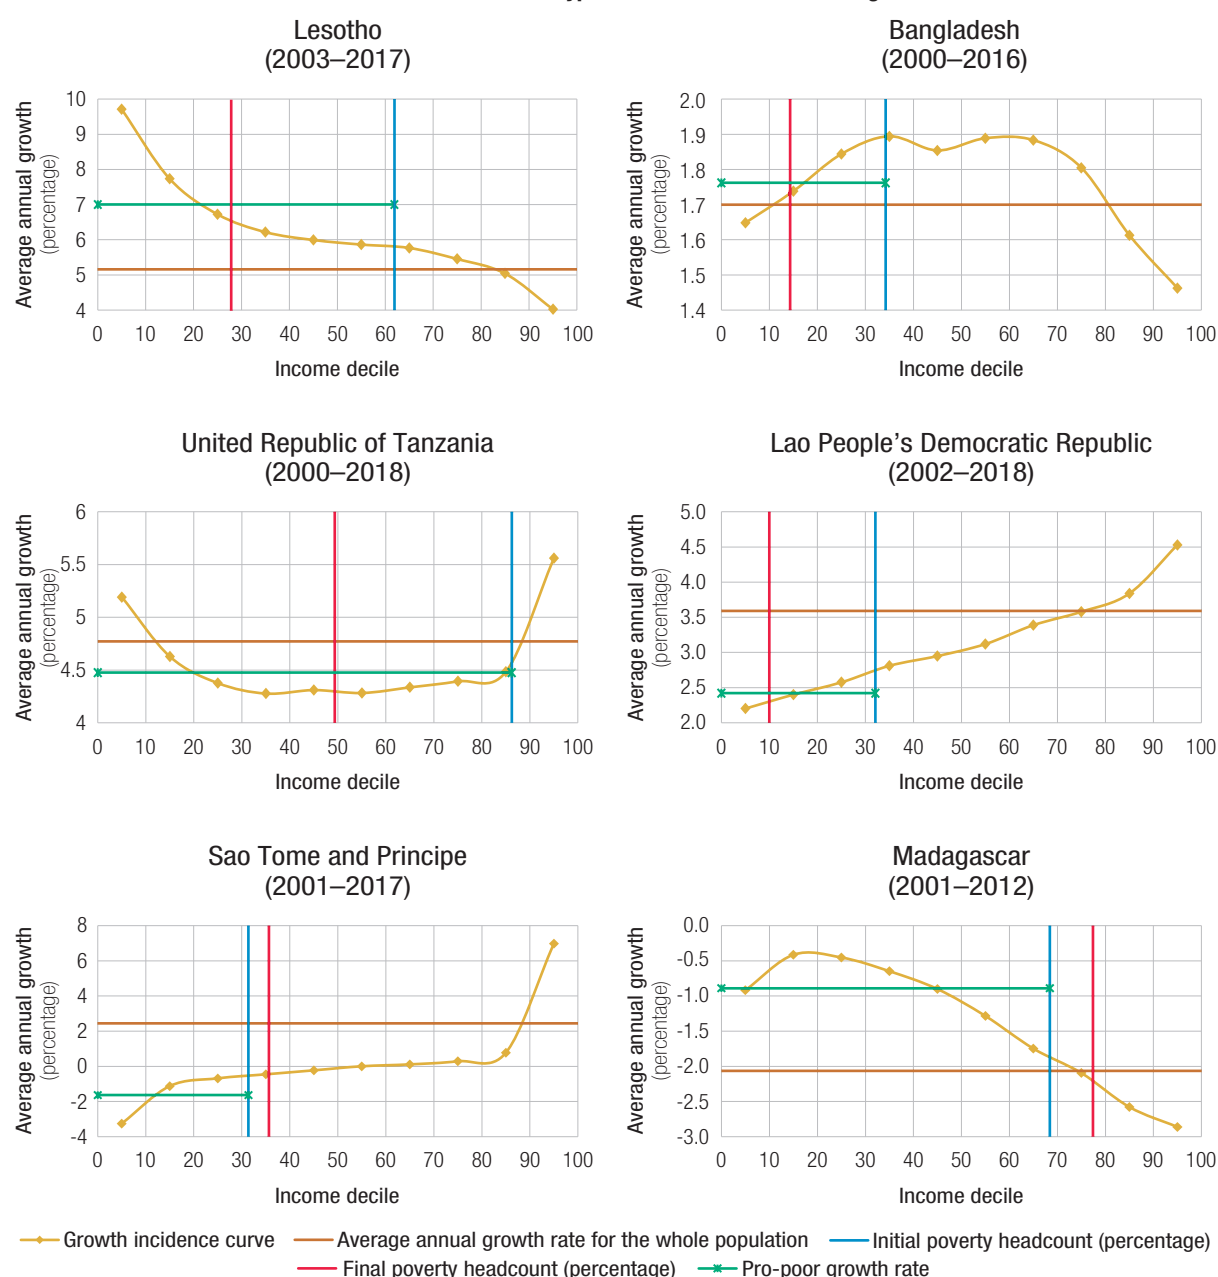 Lesotho
(2003–2017)
Average annual growth
(percentage)
10
9
8
7
6
5
4
0 10 20 30 40 50 60 70 80 90 100
Income decile
Bangladesh
(2000–2016)
Average annual growth
(percentage)
2.0
1.9
1.8
1.7
1.6
1.5
1.4
0 10 20 30 40 50 60 70 80 90 100
Income decile
United Republic of Tanzania
(2000–2018)
Average annual growth
(percentage)
6
5.5
5
4.5
4
0 10 20 30 40 50 60 70 80 90 100
Income decile
Lao People's Democratic Republic
(2002–2018)
Average annual growth
(percentage)
5.0
4.5
4.0
3.5
3.0
2.5
2.0
0 10 20 30 40 50 60 70 80 90 100
Income decile
Sao Tome and Principe
(2001–2017)
Average annual growth
(percentage)
8
6
4
2
0
-2
-4
0 10 20 30 40 50 60 70 80 90 100
Income decile
Madagascar
(2001–2012)
Average annual growth
(percentage)
0.0
-0.5
-1.0
-1.5
-2.0
-2.5
-3.0
0 10 20 30 40 50 60 70 80 90 100
Income decile
Growth incidence curve Average annual growth rate for the whole population Initial poverty headcount (percentage)
Final poverty headcount (percentage) Pro-poor growth rate